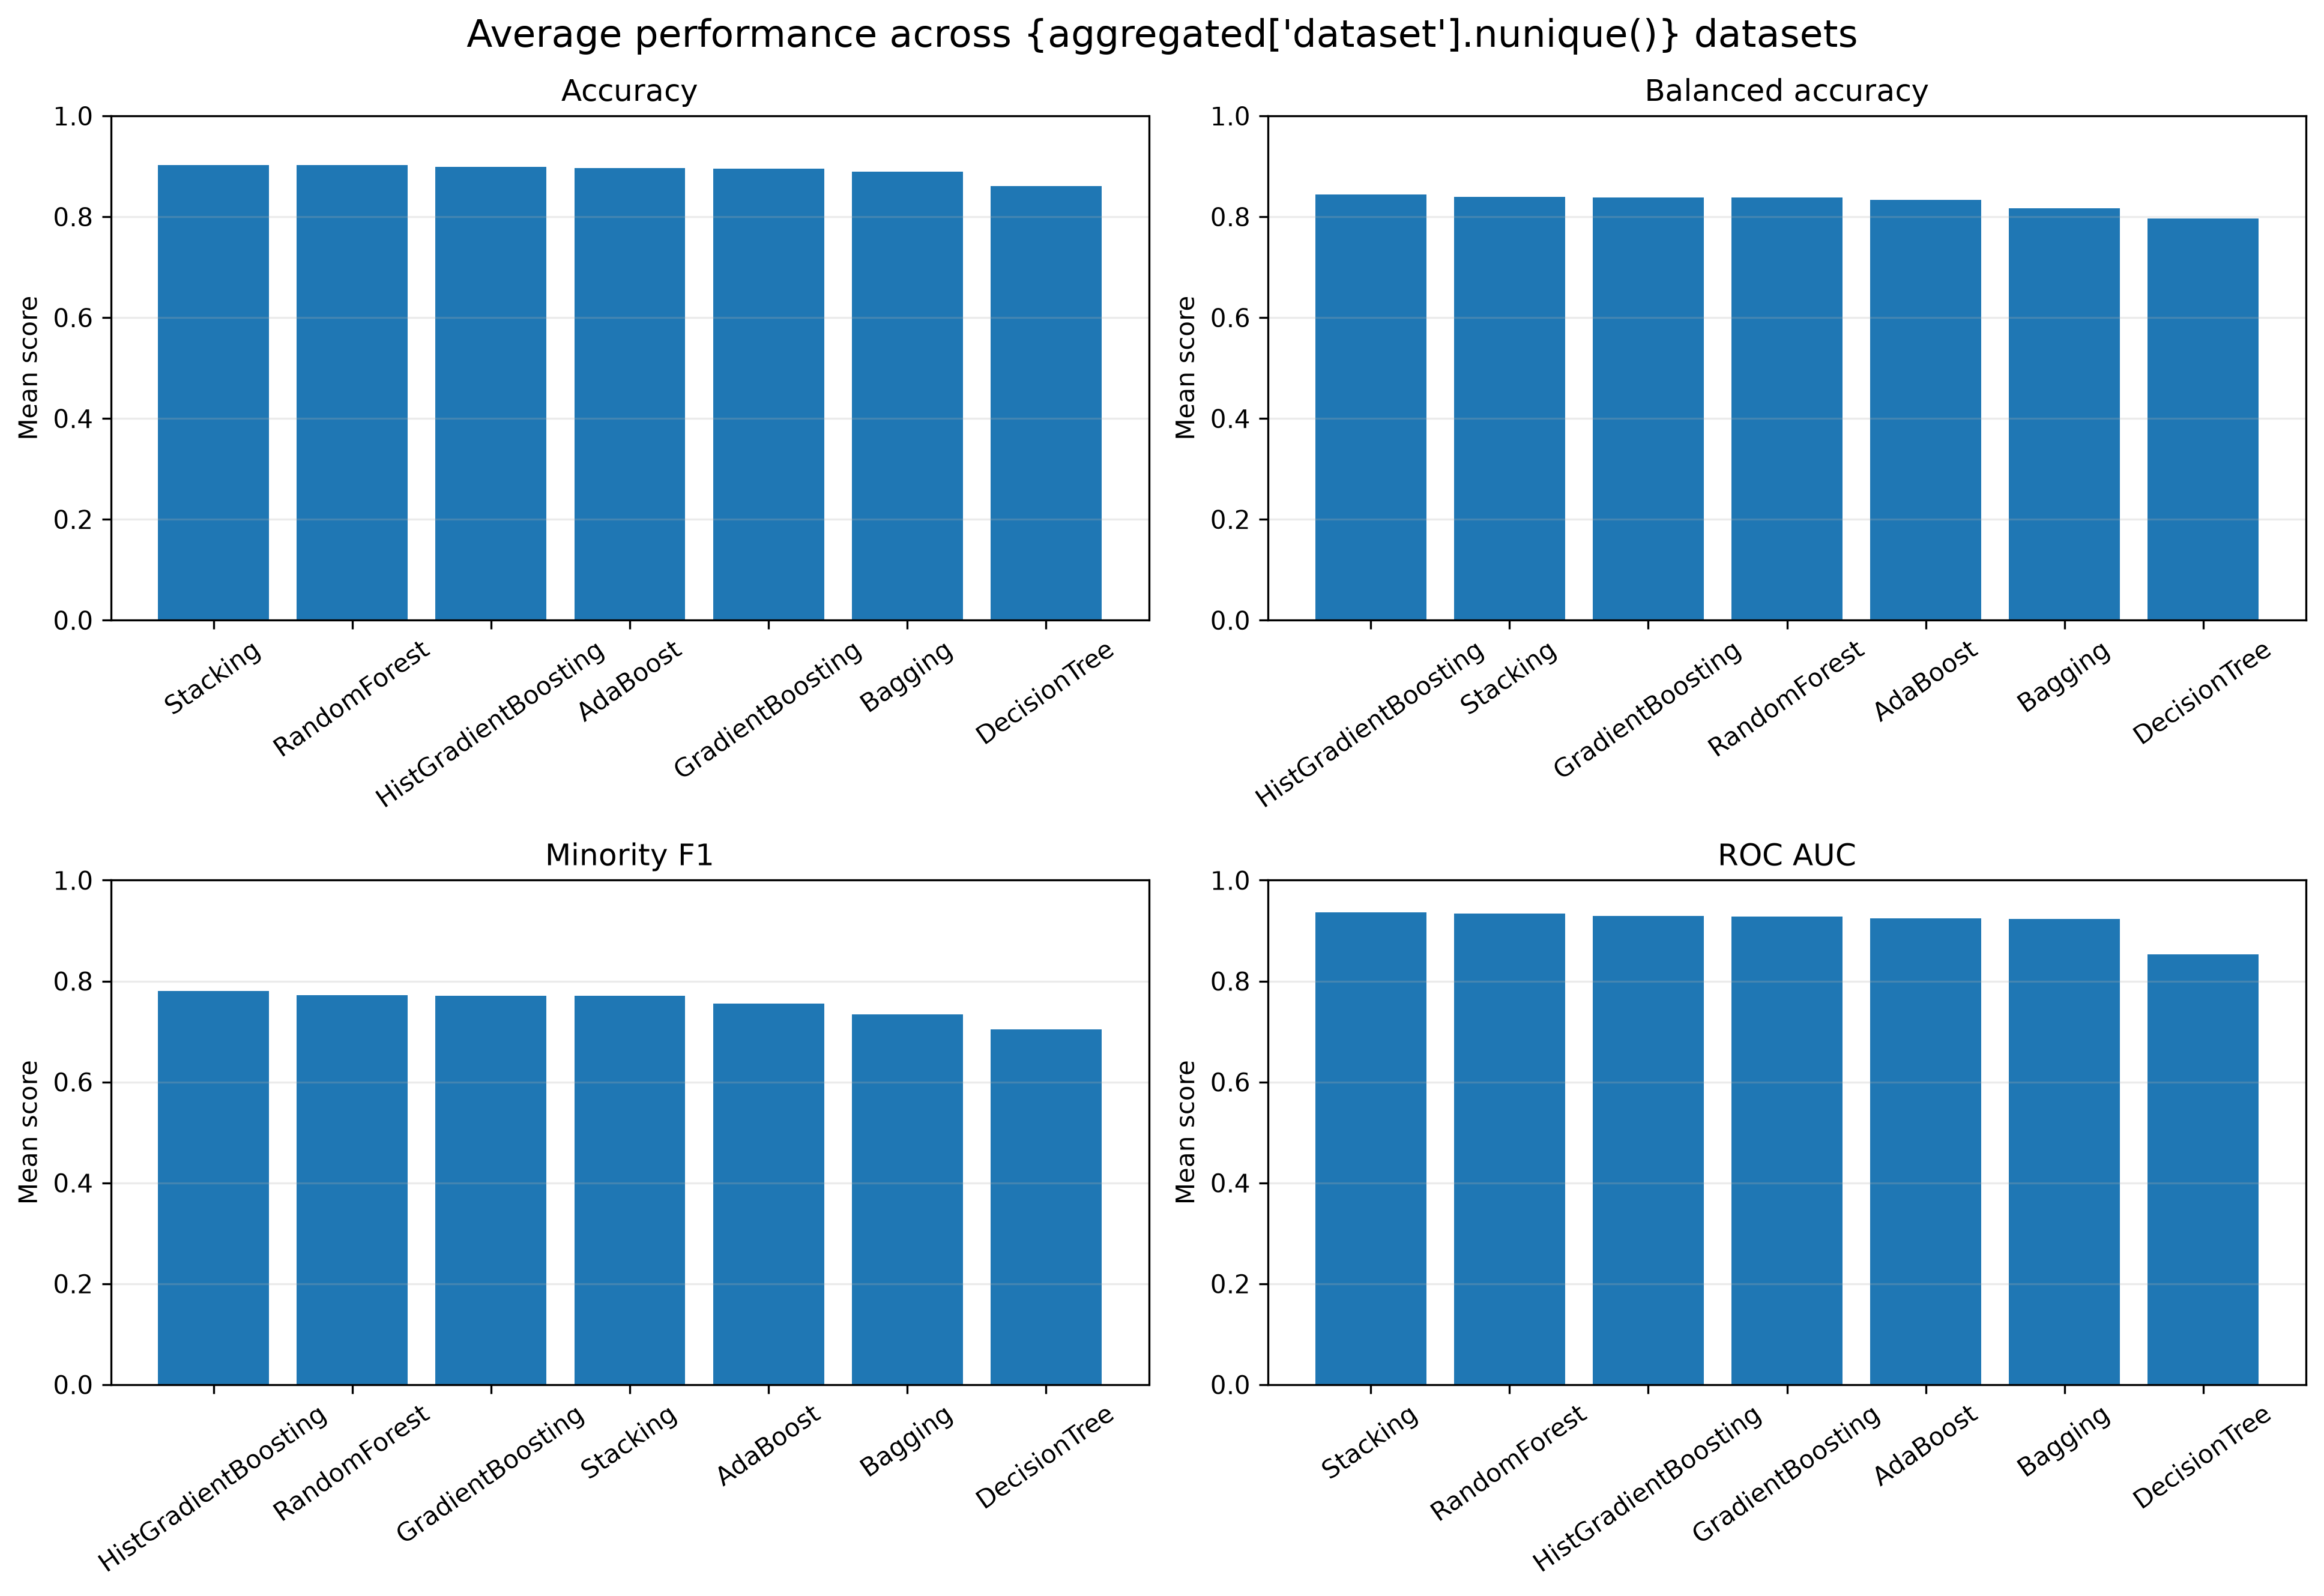 Average performance across {aggregated['dataset'].nunique()} datasets
Accuracy
Mean score
1.0
0.8
0.6
0.4
0.2
0.0
Stacking
RandomForest
HistGradientBoosting
AdaBoost
GradientBoosting
Bagging
DecisionTree
Balanced accuracy
Mean score
1.0
0.8
0.6
0.4
0.2
0.0
HistGradientBoosting
Stacking
GradientBoosting
RandomForest
AdaBoost
Bagging
DecisionTree
Minority F1
Mean score
1.0
0.8
0.6
0.4
0.2
0.0
HistGradientBoosting
RandomForest
GradientBoosting
Stacking
AdaBoost
Bagging
DecisionTree
ROC AUC
Mean score
1.0
0.8
0.6
0.4
0.2
0.0
Stacking
RandomForest
HistGradientBoosting
GradientBoosting
AdaBoost
Bagging
DecisionTree